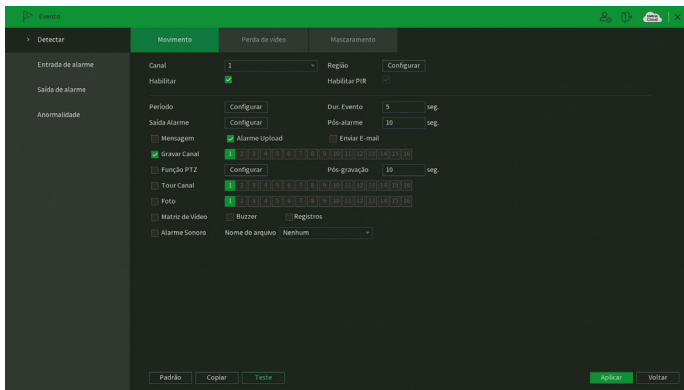 Evento
Detectar
Movimento Perda de vídeo Mascaramento
Entrada de alarme
Saída de alarme
Anormalidade
Canal 1 Região Configurar
Habilitar Habilitar PIR
Período Configurar Dur. Evento 5 seg.
Saída Alarme Configurar Pós-alarme 10 seg.
Mensagem Alarme Upload Enviar E-mail
Gravar Canal 1 2 3 4 5 6 7 8 9 10 11 12 13 14 15 16
Função PTZ Configurar Pós-gravação 10 seg.
Tour Canal 1 2 3 4 5 6 7 8 9 10 11 12 13 14 15 16
Foto 1 2 3 4 5 6 7 8 9 10 11 12 13 14 15 16
Matriz de Vídeo Buzzer Registros
Alarme Sonoro Nome do arquivo Nenhum
Padrão Copiar Teste Aplicar Voltar